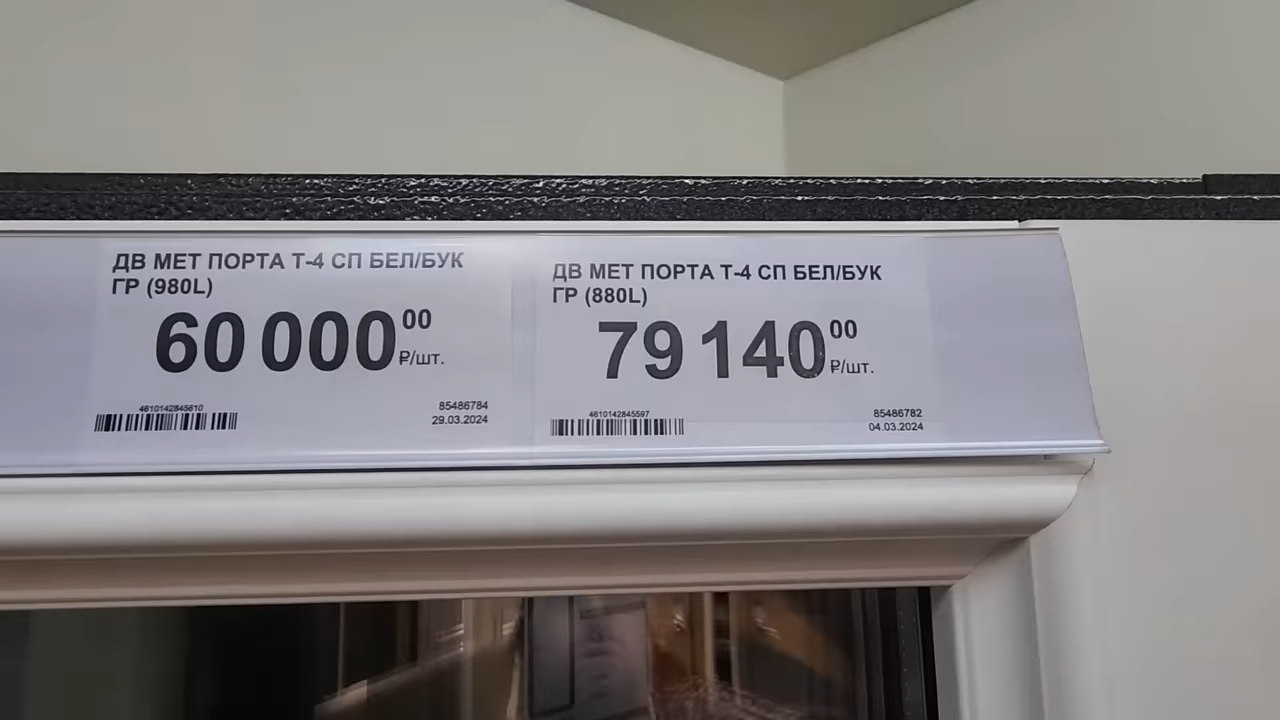 ДВ МЕТ ПОРТА Т-4 СП БЕЛ/БУК
ГР (980L)
60 000 00
₽/шт.
4610142845610
85486784
29.03.2024
ДВ МЕТ ПОРТА Т-4 СП БЕЛ/БУК
ГР (880L)
79 140 00
₽/шт.
4610142845597
85486782
04.03.2024